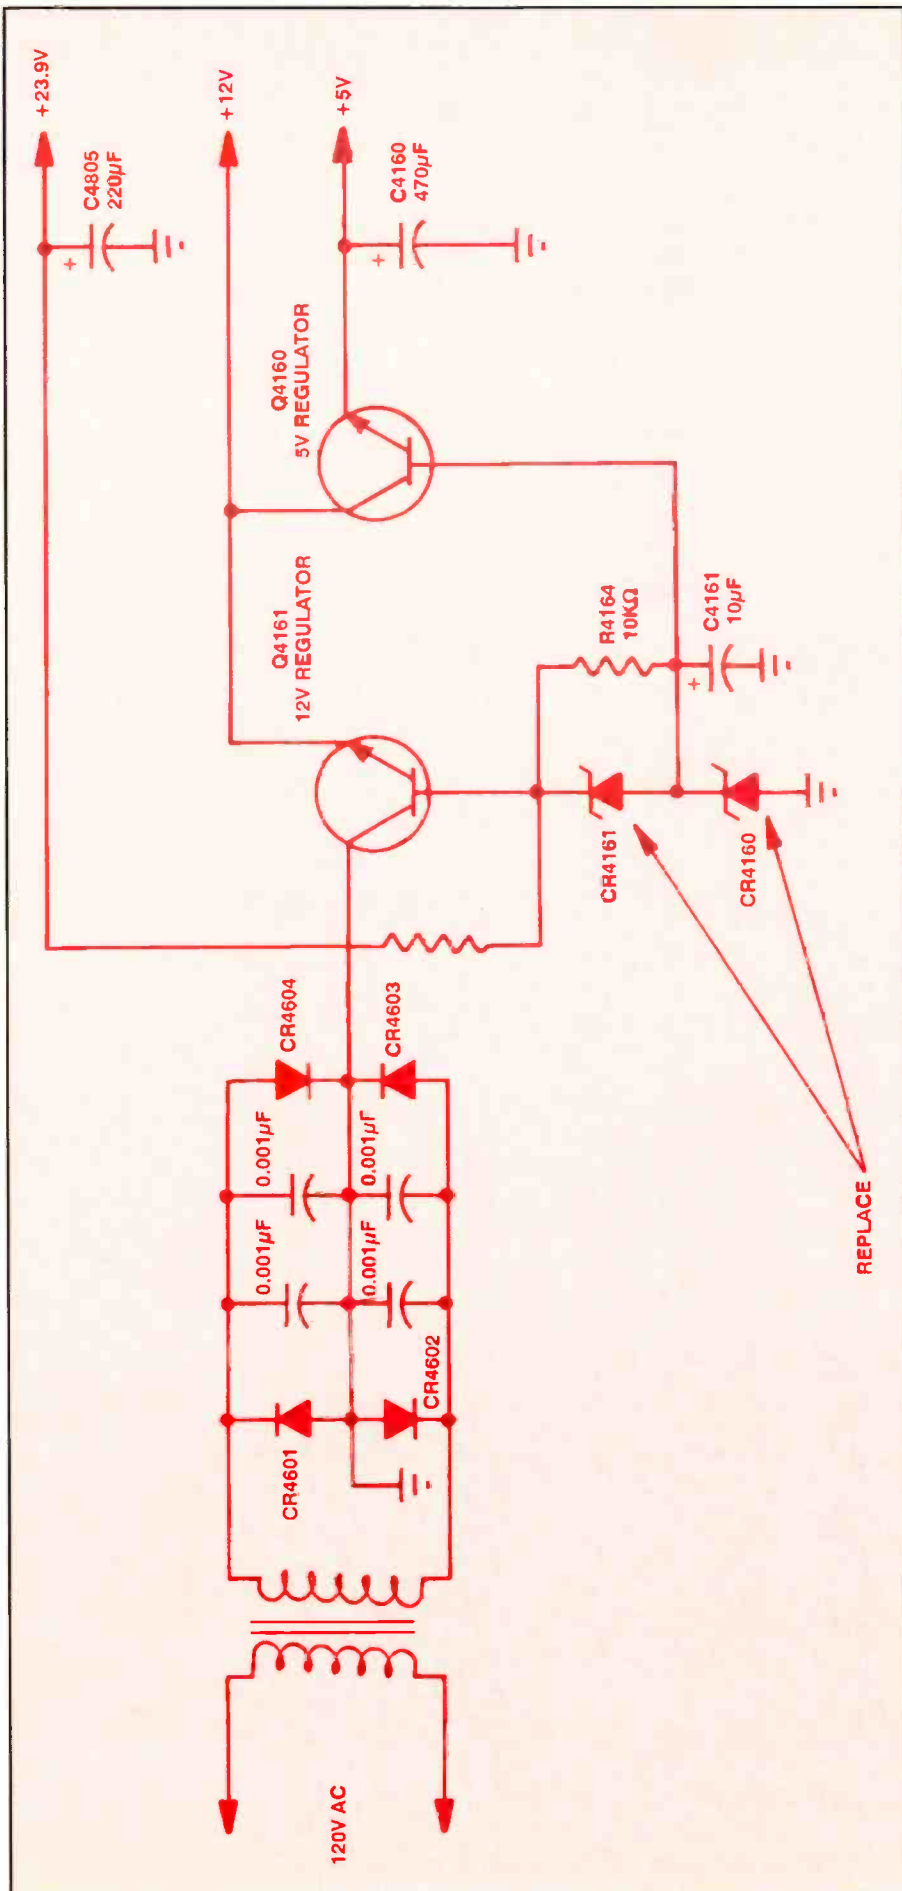 120V AC
CR4601
CR4602
0.001µF
0.001µF
0.001µF
0.001µF
CR4604
CR4603
Q4161
12V REGULATOR
Q4160
5V REGULATOR
+23.9V
C4805
220µF
+
+12V
+5V
C4160
470µF
+
R4164
10KΩ
C4161
10µF
+
CR4161
CR4160
REPLACE